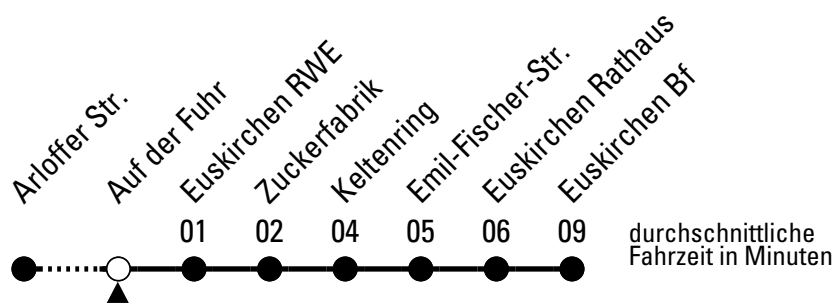 Arloffer Str.
Auf der Fuhr
Euskirchen RWE
Zuckerfabrik
Keltenring
Emil-Fischer-Str.
Euskirchen Rathaus
Euskirchen Bf
01 02 04 05 06 09
durchschnittliche
Fahrzeit in Minuten